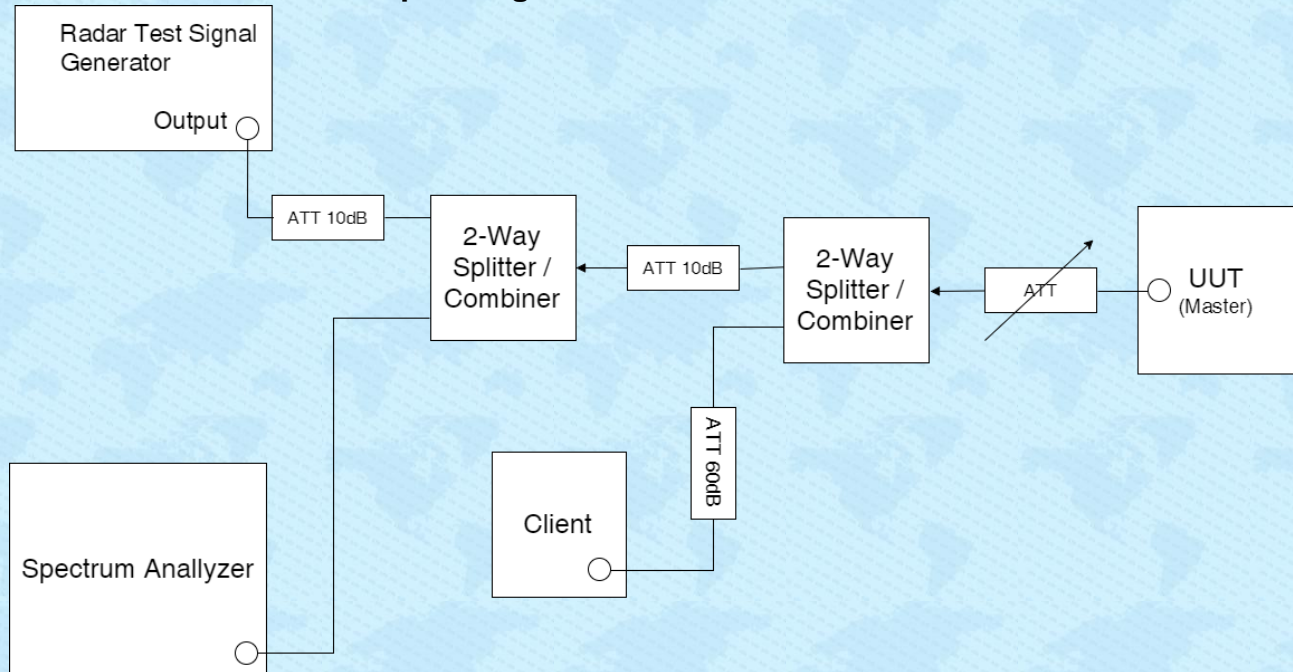 Radar Test Signal
Generator
Output
ATT 10dB
2-Way
Splitter /
Combiner
ATT 10dB
2-Way
Splitter /
Combiner
ATT
UUT
(Master)
ATT 60dB
Client
Spectrum Anallyzer